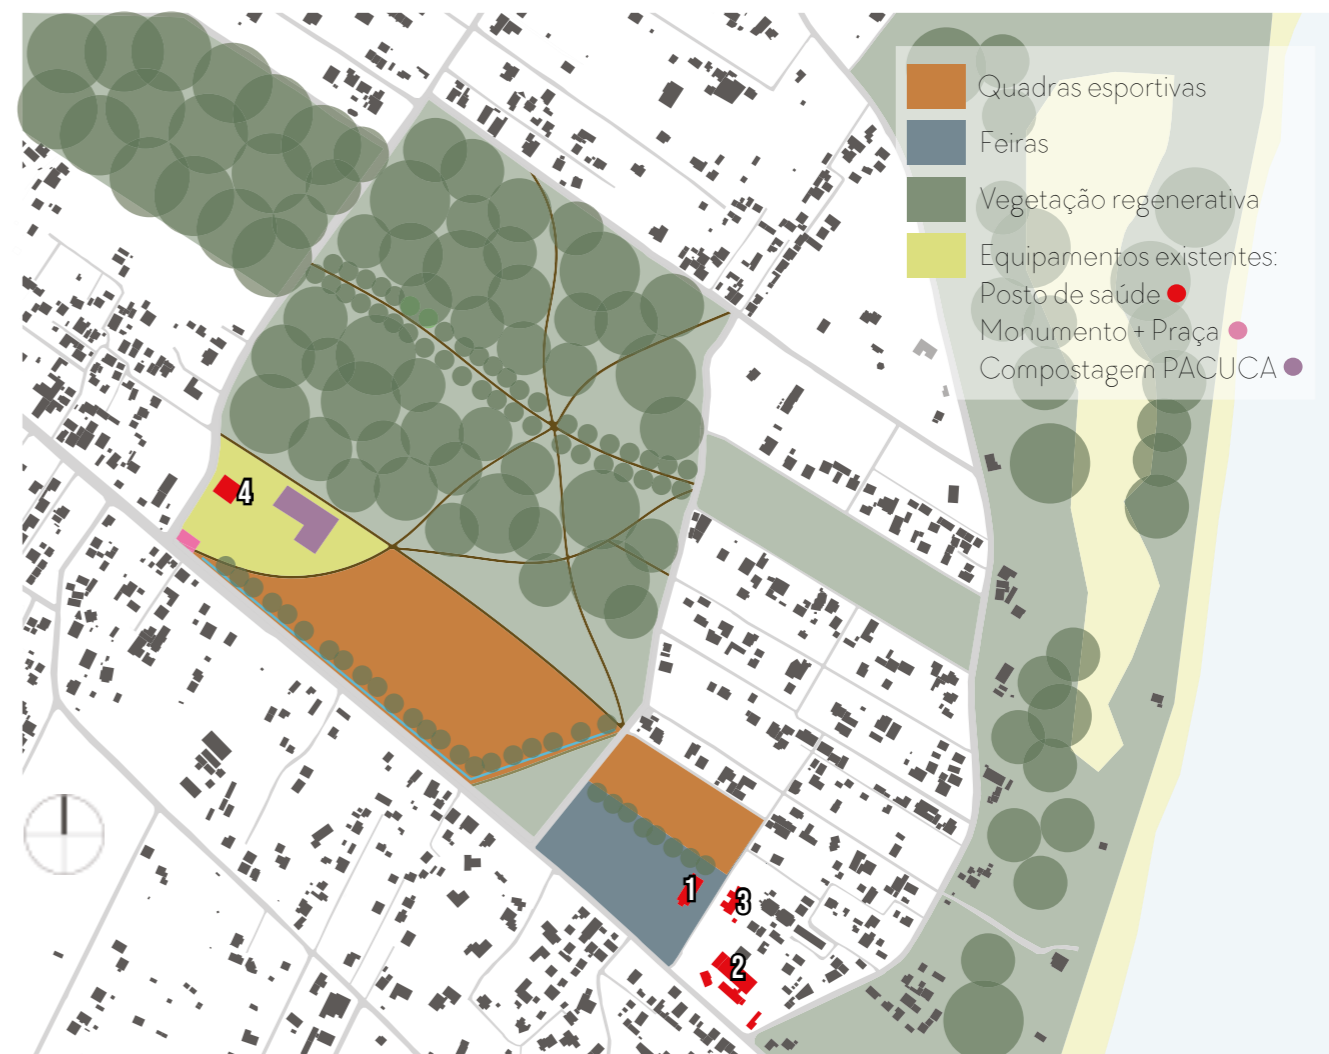 Quadras esportivas
Feiras
Vegetação regenerativa
Equipamentos existentes:
Posto de saúde
Monumento + Praça
Compostagem PACUCA
4
1
3
2